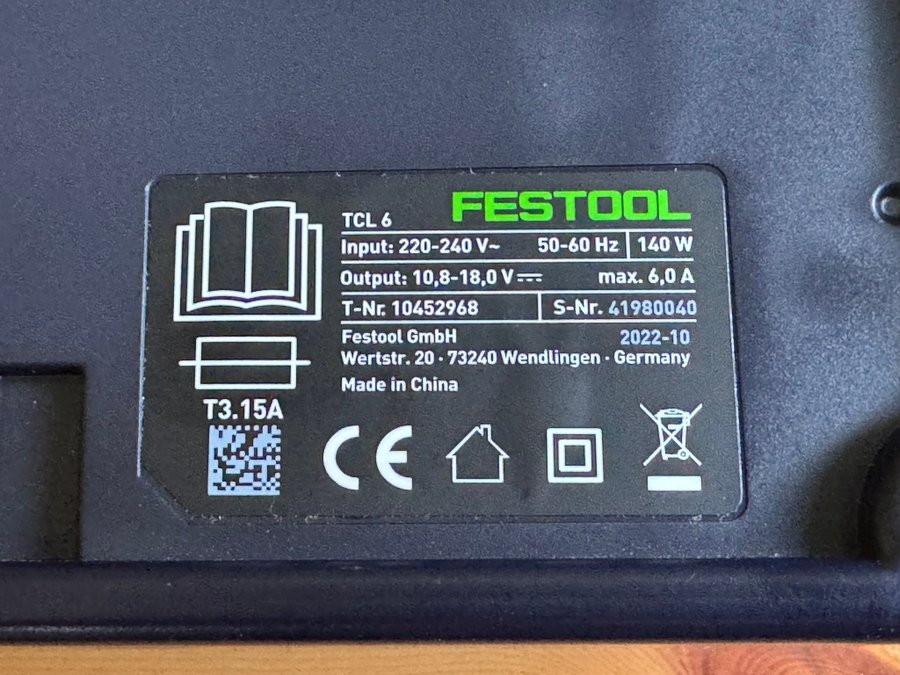 FESTOOL
TCL 6
Input: 220-240 V~ 50-60 Hz 140 W
Output: 10,8-18,0 V⎓ max. 6,0 A
T-Nr. 10452968 S-Nr. 41980040
Festool GmbH 2022-10
Wertstr. 20 · 73240 Wendlingen · Germany
Made in China
T3.15A
CE